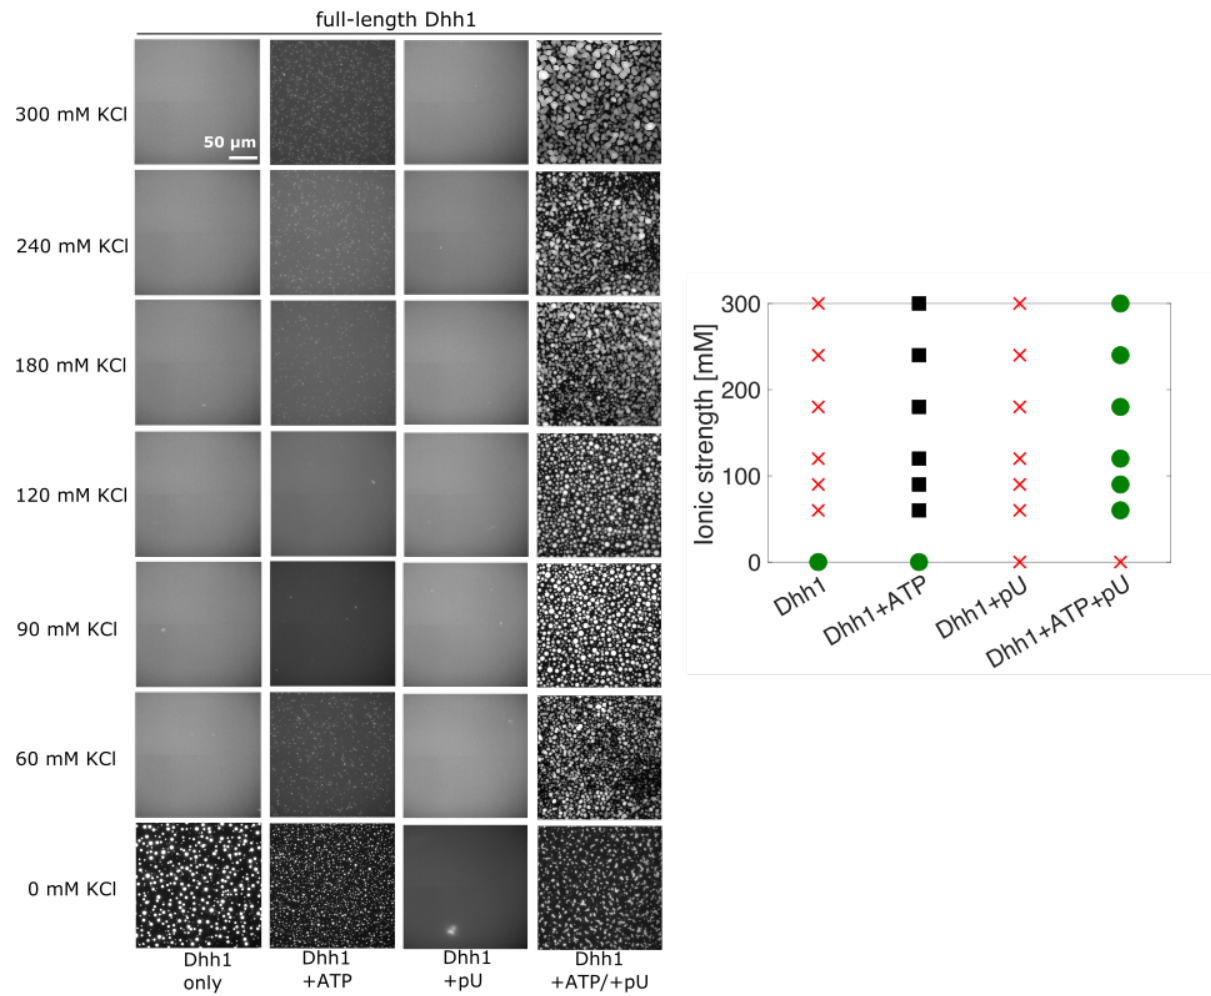 full-length Dhh1
300 mM KCl
50 µm
240 mM KCl
180 mM KCl
120 mM KCl
90 mM KCl
60 mM KCl
0 mM KCl
Dhh1
only
Dhh1
+ATP
Dhh1
+pU
Dhh1
+ATP/+pU
Ionic strength [mM]
300
200
100
0
Dhh1
Dhh1+ATP
Dhh1+pU
Dhh1+ATP+pU